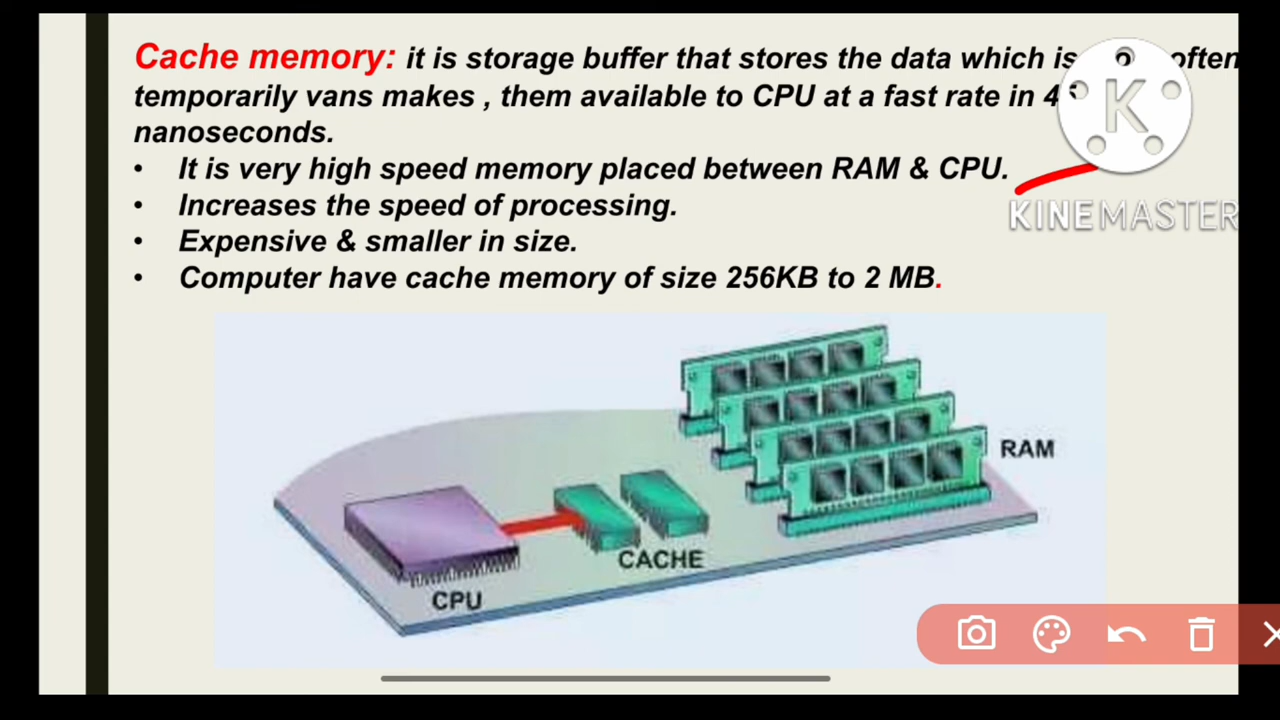 Cache memory: it is storage buffer that stores the data which is often
temporarily vans makes , them available to CPU at a fast rate in
nanoseconds.
• It is very high speed memory placed between RAM & CPU.
• Increases the speed of processing.
• Expensive & smaller in size.
• Computer have cache memory of size 256KB to 2 MB.
K
KINEMASTER
RAM
CACHE
CPU